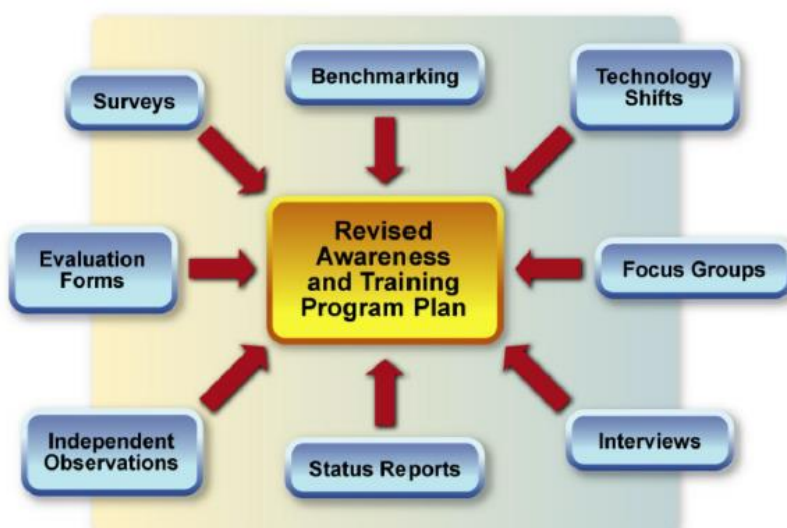 Surveys
Benchmarking
Technology
Shifts
Evaluation
Forms
Revised
Awareness
and Training
Program Plan
Focus Groups
Independent
Observations
Status Reports
Interviews